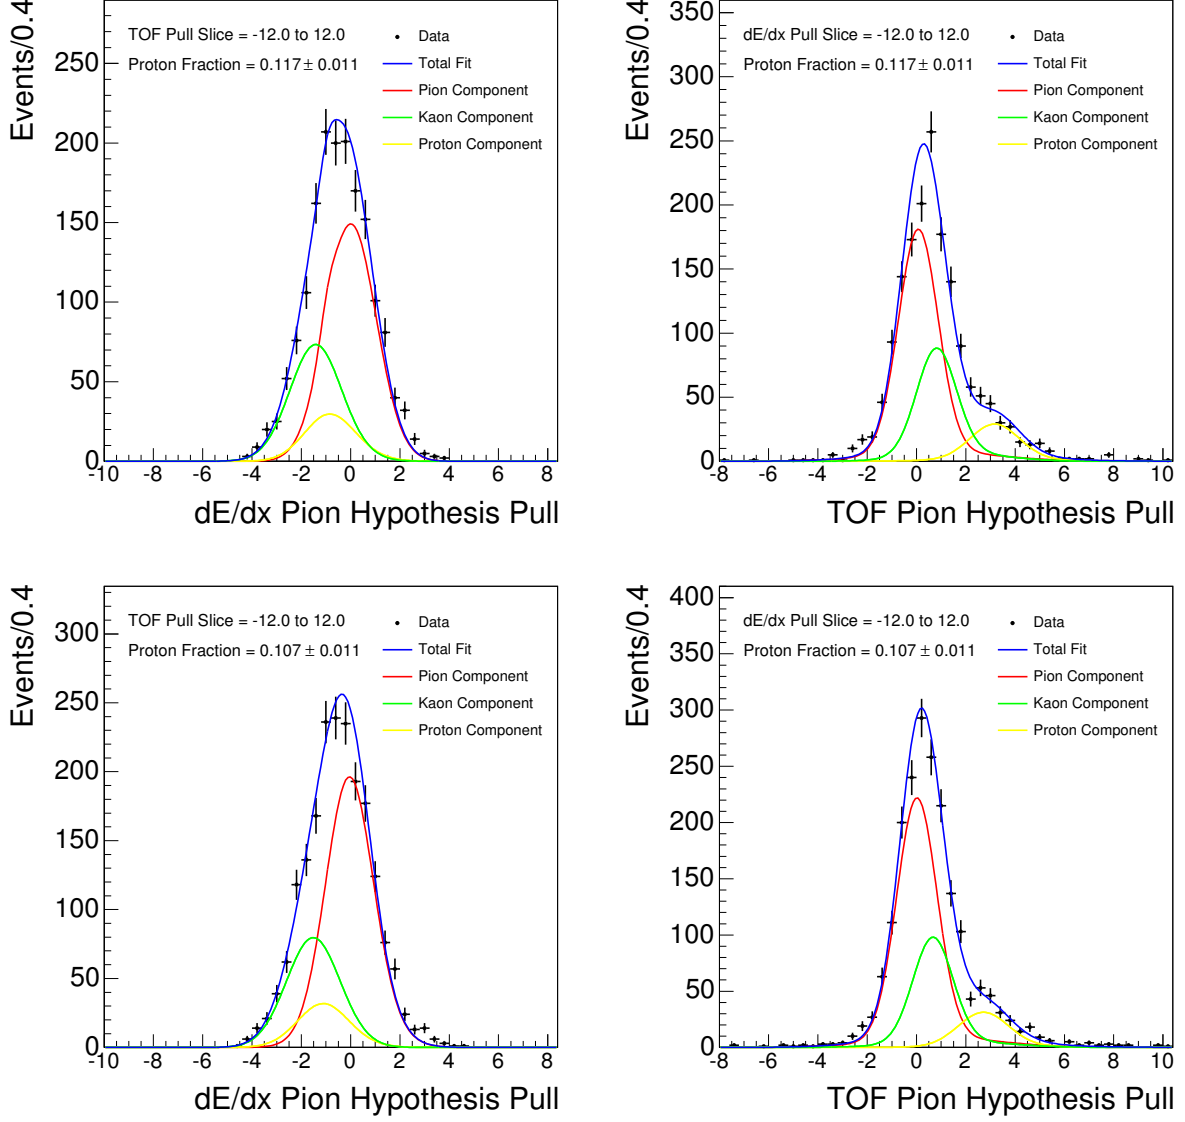 Events/0.4
TOF Pull Slice = -12.0 to 12.0
Proton Fraction = 0.117 ± 0.011
Data
Total Fit
Pion Component
Kaon Component
Proton Component
250
200
150
100
50
0
-10 -8 -6 -4 -2 0 2 4 6 8
dE/dx Pion Hypothesis Pull
Events/0.4
dE/dx Pull Slice = -12.0 to 12.0
Proton Fraction = 0.117 ± 0.011
Data
Total Fit
Pion Component
Kaon Component
Proton Component
350
300
250
200
150
100
50
0
-8 -6 -4 -2 0 2 4 6 8 10
TOF Pion Hypothesis Pull
Events/0.4
TOF Pull Slice = -12.0 to 12.0
Proton Fraction = 0.107 ± 0.011
Data
Total Fit
Pion Component
Kaon Component
Proton Component
300
250
200
150
100
50
0
-10 -8 -6 -4 -2 0 2 4 6 8
dE/dx Pion Hypothesis Pull
Events/0.4
dE/dx Pull Slice = -12.0 to 12.0
Proton Fraction = 0.107 ± 0.011
Data
Total Fit
Pion Component
Kaon Component
Proton Component
400
350
300
250
200
150
100
50
0
-8 -6 -4 -2 0 2 4 6 8 10
TOF Pion Hypothesis Pull